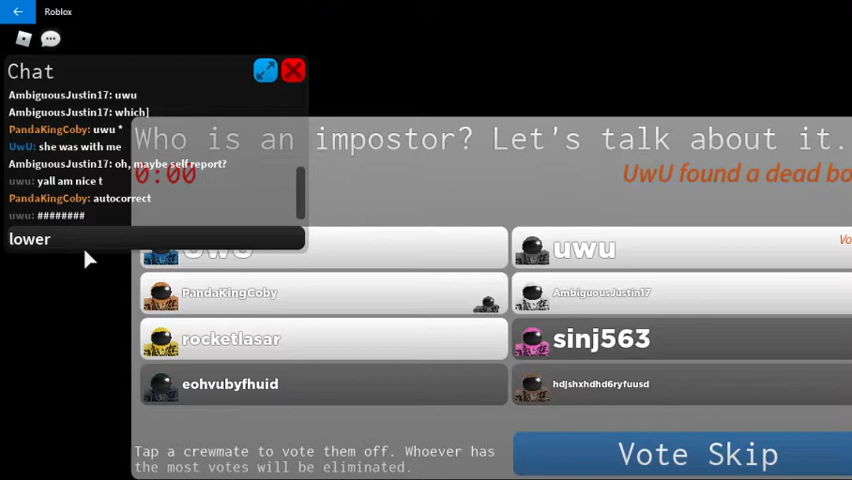 Roblox
Chat
AmbiguousJustin17: uwu
AmbiguousJustin17: which]
PandaKingCoby: uwu *
UwU: she was with me
AmbiguousJustin17: oh, maybe self report?
uwu: yall am nice t
PandaKingCoby: autocorrect
uwu: ########
lower
Who is an impostor? Let's talk about it.
0:00
UwU found a dead bo
UwU
uwu
Vo
PandaKingCoby
AmbiguousJustin17
rocketlasar
sinj563
eohvubyfhuid
hdjshxhdhd6ryfuusd
Tap a crewmate to vote them off. Whoever has
the most votes will be eliminated.
Vote Skip